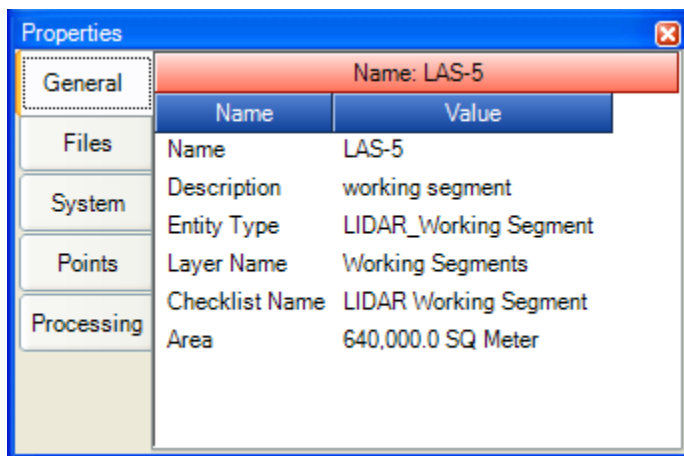 Properties
General
Files
System
Points
Processing
Name: LAS-5
Name Value
Name LAS-5
Description working segment
Entity Type LIDAR_Working Segment
Layer Name Working Segments
Checklist Name LIDAR Working Segment
Area 640,000.0 SQ Meter